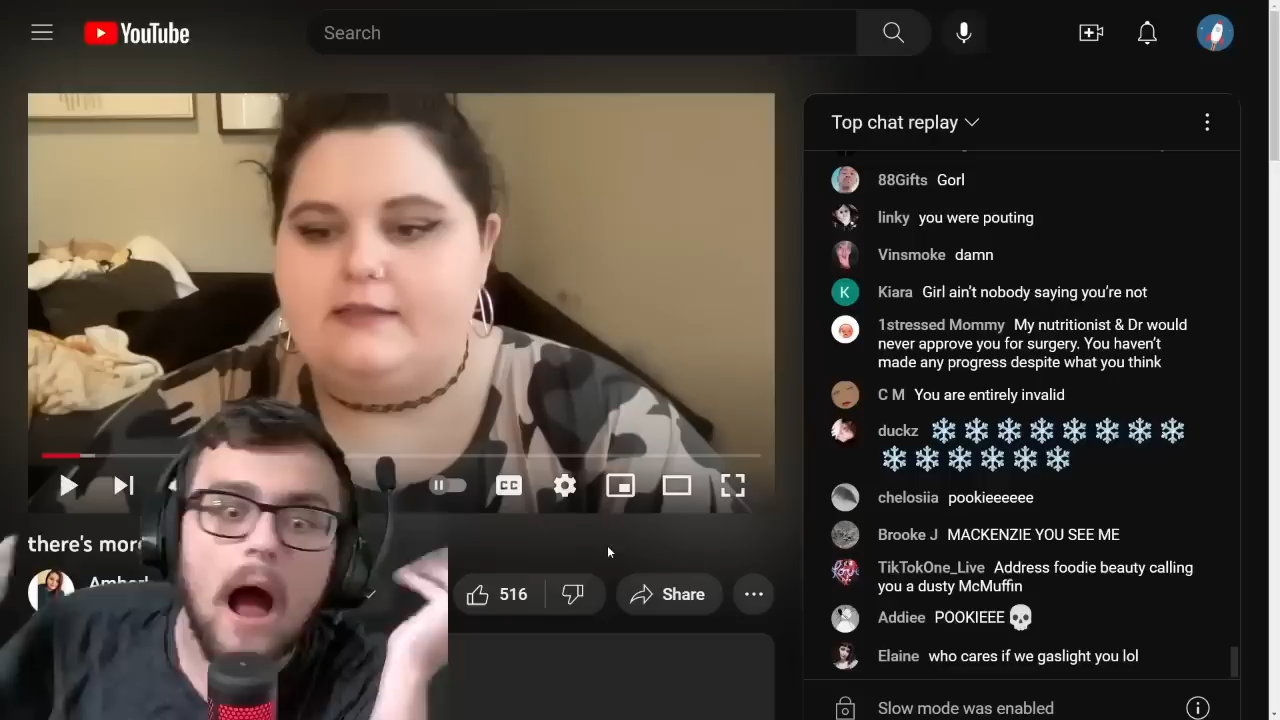 YouTube
Search
Top chat replay
88Gifts Gorl
linky you were pouting
Vinsmoke damn
K
Kiara Girl ain't nobody saying you're not
1stressed Mommy My nutritionist & Dr would
never approve you for surgery. You haven't
made any progress despite what you think
C M You are entirely invalid
duckz
chelosiia pookieeeeee
Brooke J MACKENZIE YOU SEE ME
TikTokOne_Live Address foodie beauty calling
you a dusty McMuffin
Addiee POOKIEEE
Elaine who cares if we gaslight you lol
Slow mode was enabled
CC
there's more
516
Share